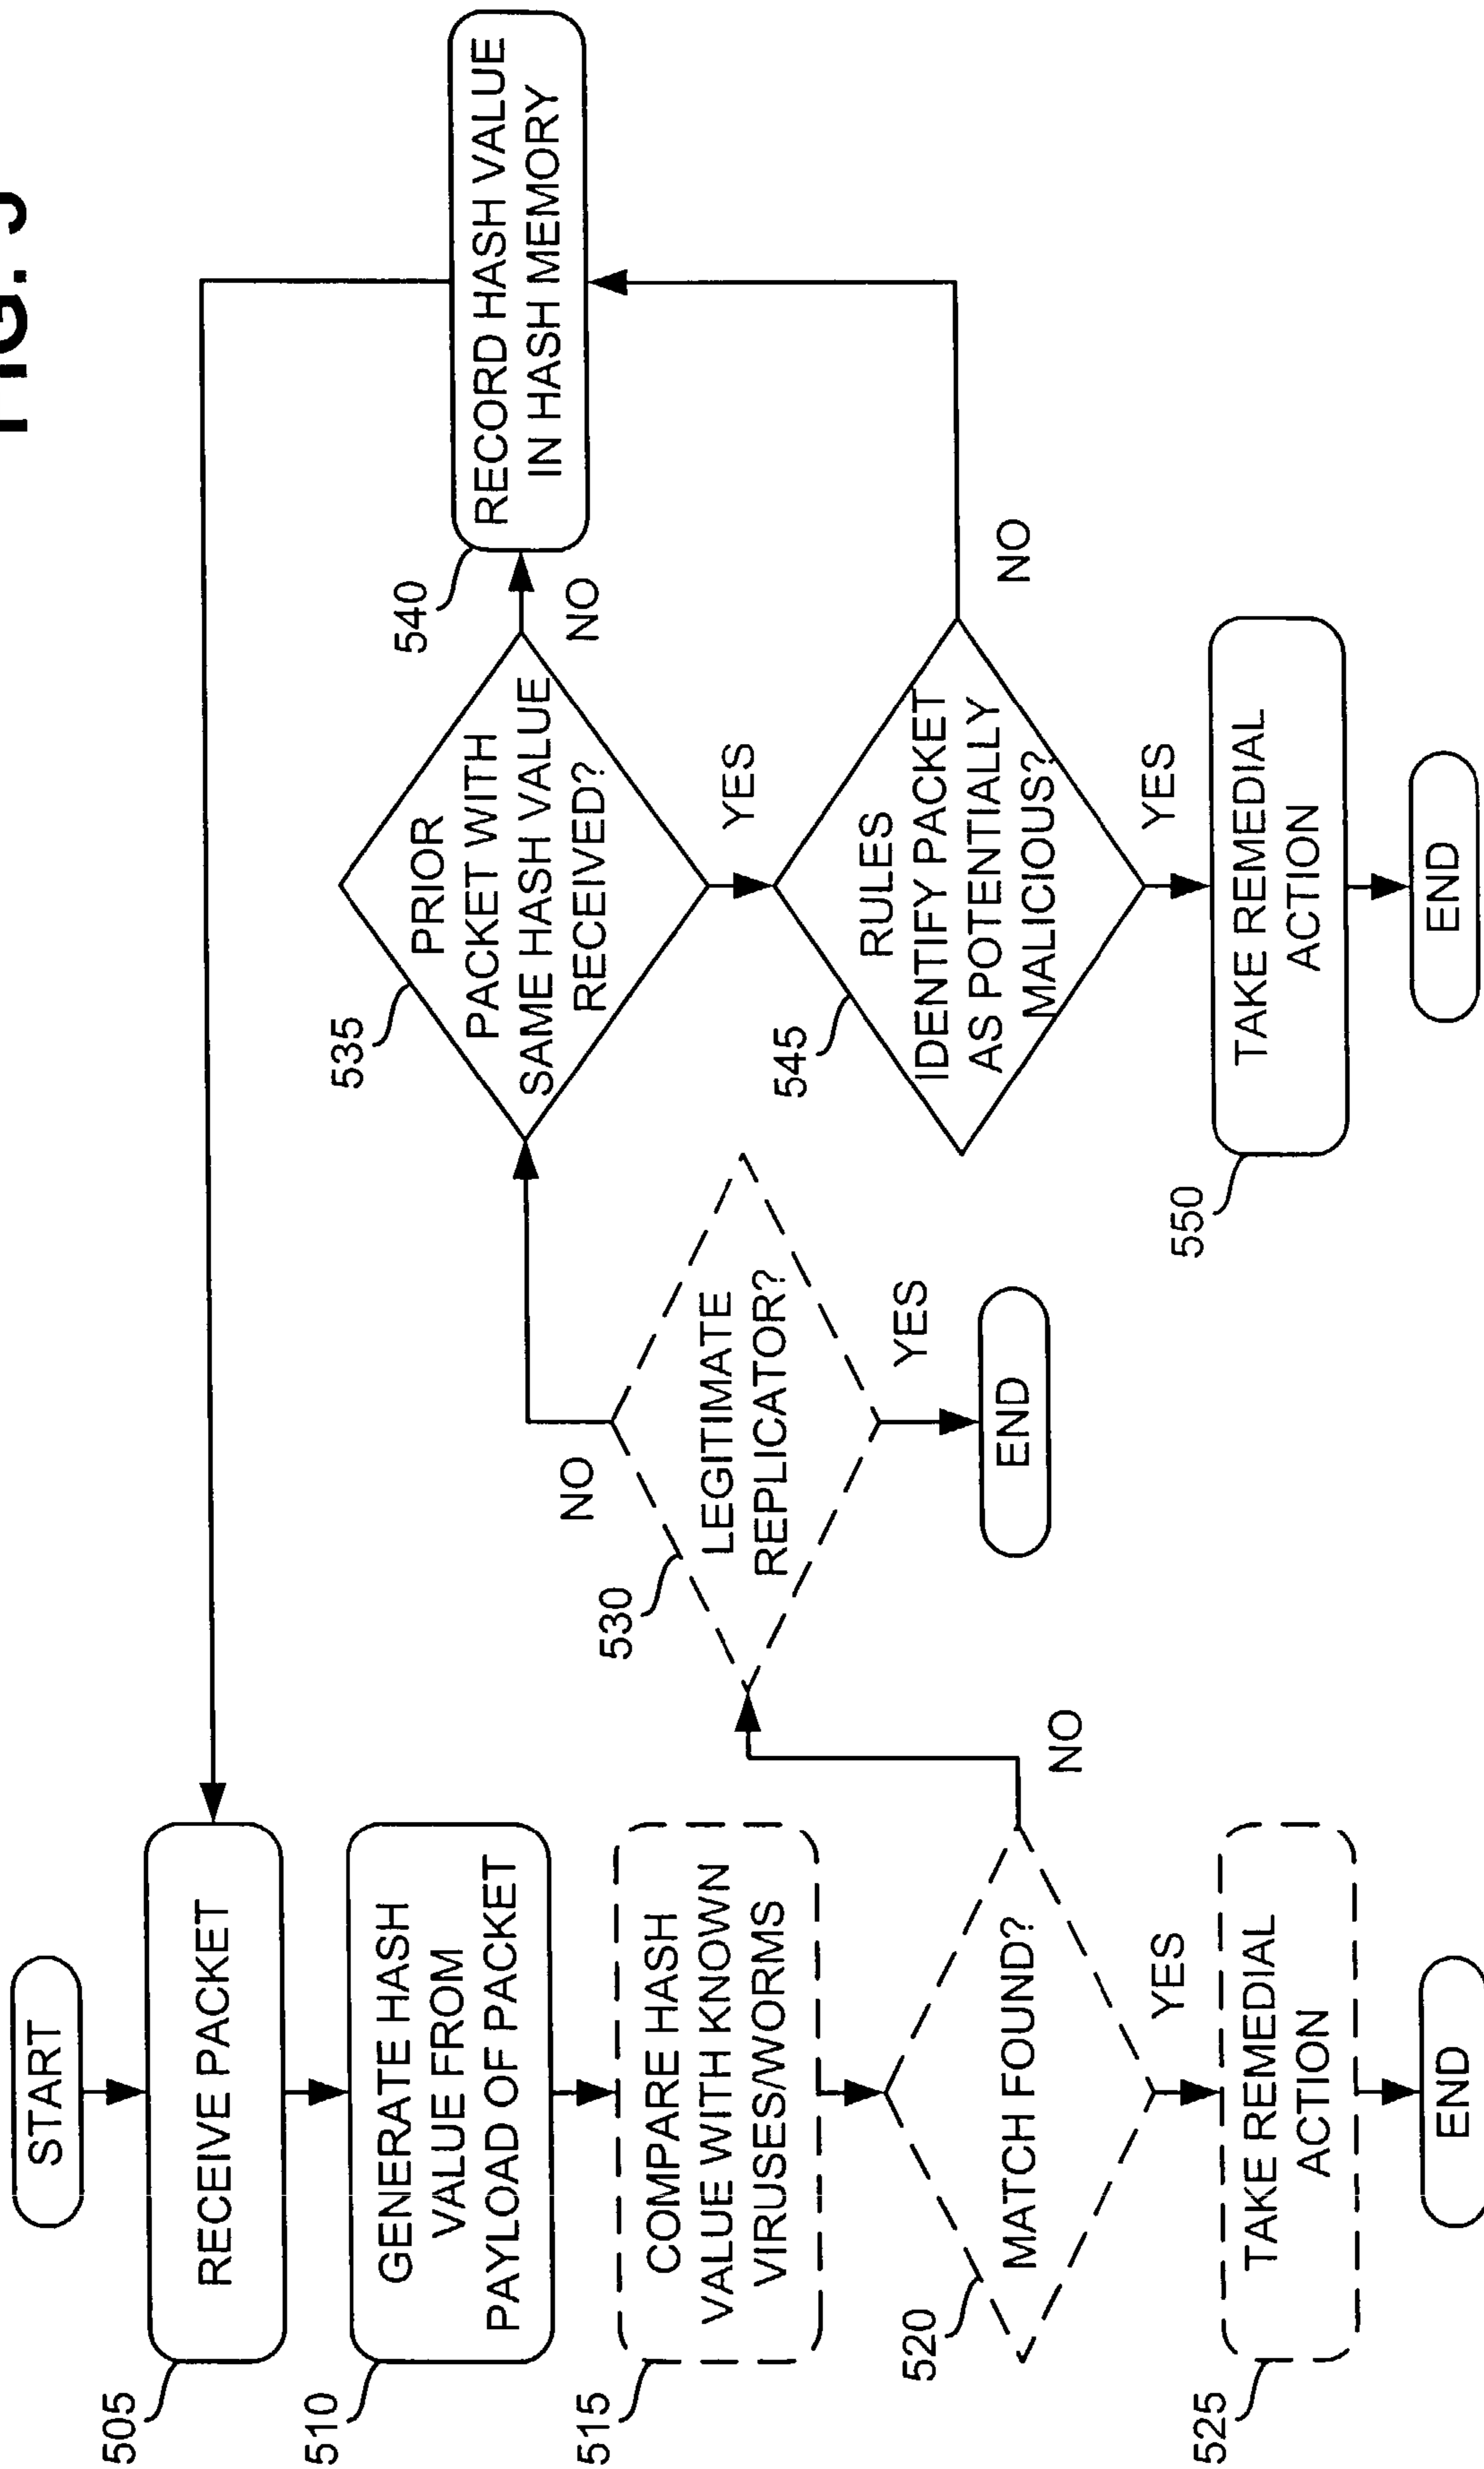 START
505
RECEIVE PACKET
510
GENERATE HASH
VALUE FROM
PAYLOAD OF PACKET
515
COMPARE HASH
VALUE WITH KNOWN
VIRUSES/WORMS
520
MATCH FOUND?
NO
YES
525
TAKE REMEDIAL
ACTION
END
530
LEGITIMATE
REPLICATOR?
NO
YES
END
535
PRIOR
PACKET WITH
SAME HASH VALUE
RECEIVED?
NO
YES
540
RECORD HASH VALUE
IN HASH MEMORY
545
RULES
IDENTIFY PACKET
AS POTENTIALLY
MALICIOUS?
NO
YES
550
TAKE REMEDIAL
ACTION
END